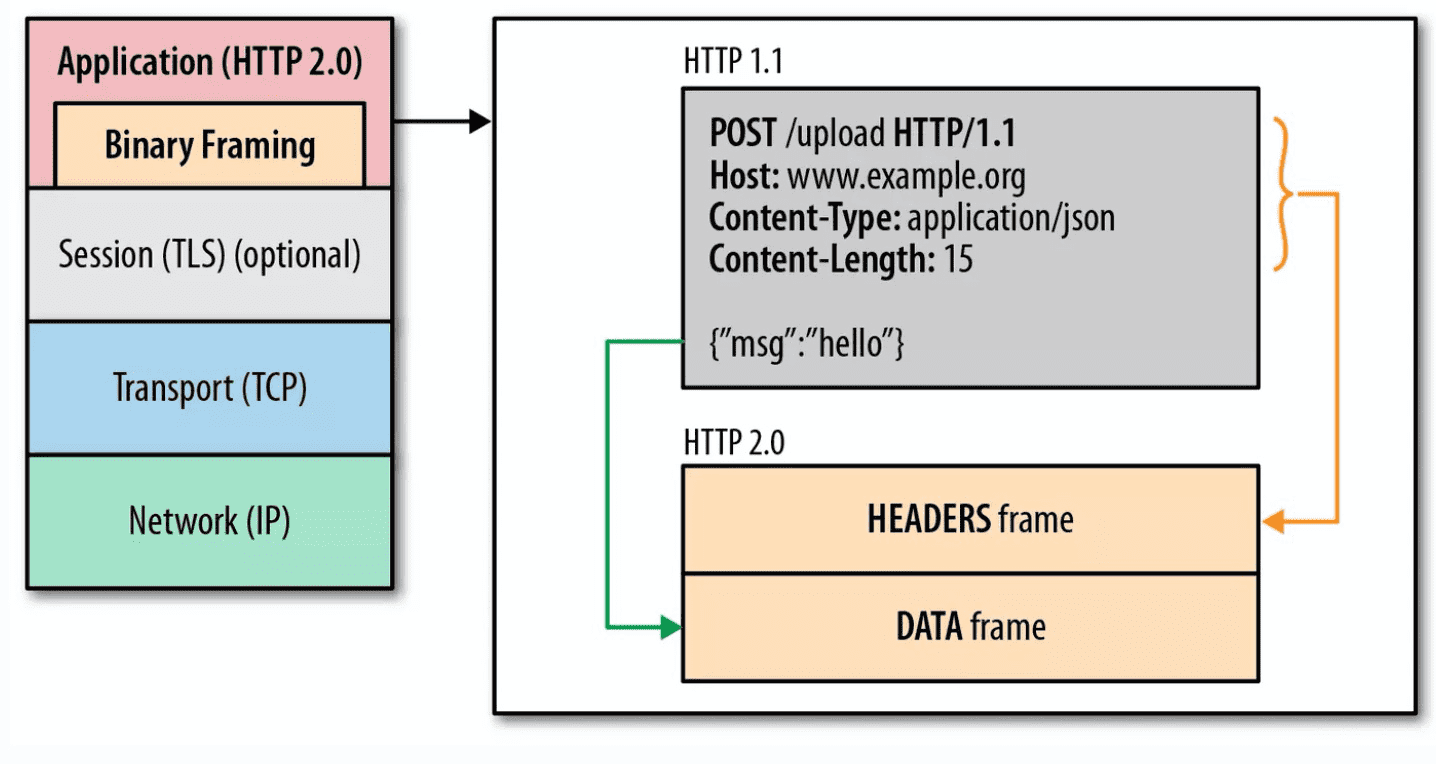 Application (HTTP 2.0)
Binary Framing
Session (TLS) (optional)
Transport (TCP)
Network (IP)
HTTP 1.1
POST /upload HTTP/1.1
Host: www.example.org
Content-Type: application/json
Content-Length: 15
{”msg”:”hello”}
HTTP 2.0
HEADERS frame
DATA frame